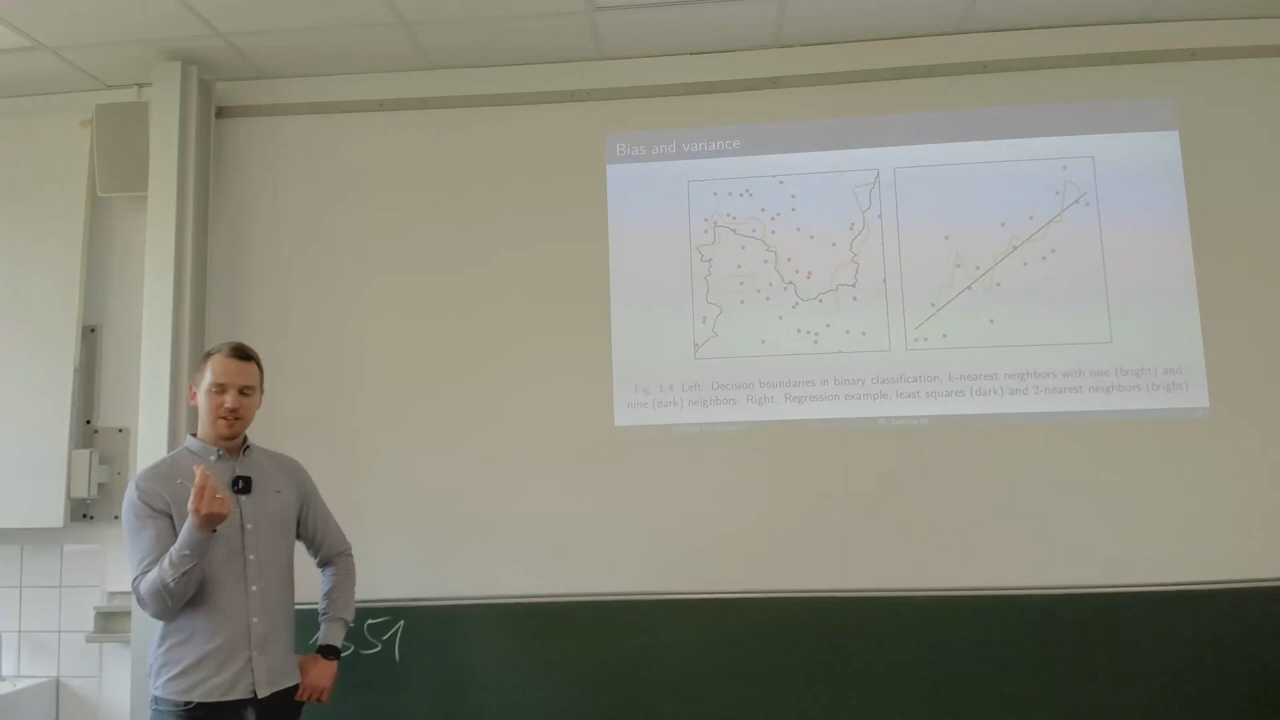 Bias and variance
Fig. 1.4 Left: Decision boundaries in binary classification, k-nearest neighbors with one (bright) and
nine (dark) neighbors. Right: Regression example, least squares (dark) and 2-nearest neighbors (bright)